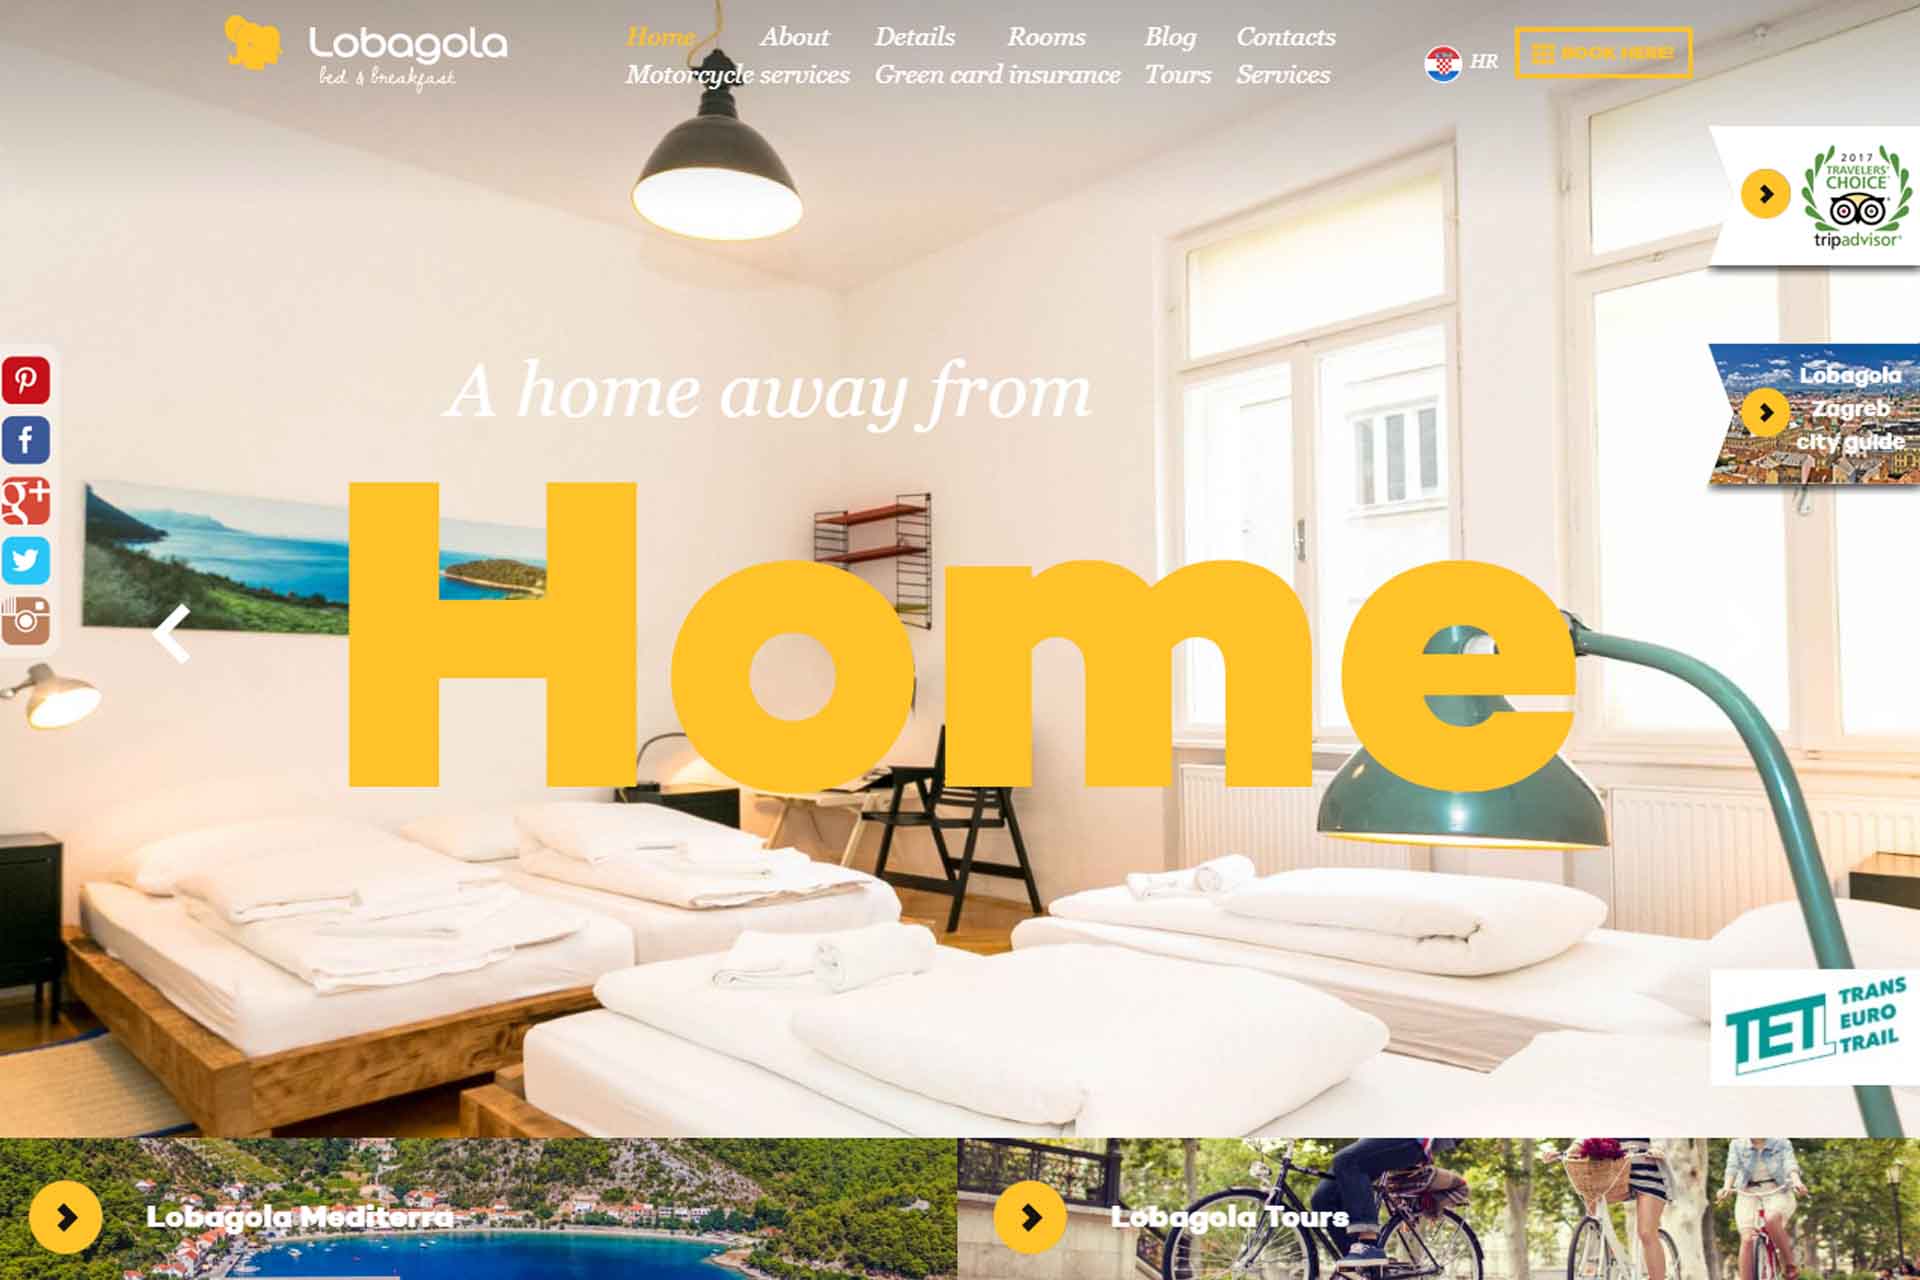 Lobagola
bed & breakfast
Home About Details Rooms Blog Contacts
Motorcycle services Green card insurance Tours Services
HR
BOOK HERE!
2017
TRAVELERS'
CHOICE
tripadvisor®
Lobagola
Zagreb
city guide
A home away from
Home
TET TRANS
EURO
TRAIL
Lobagola Mediterra
Lobagola Tours